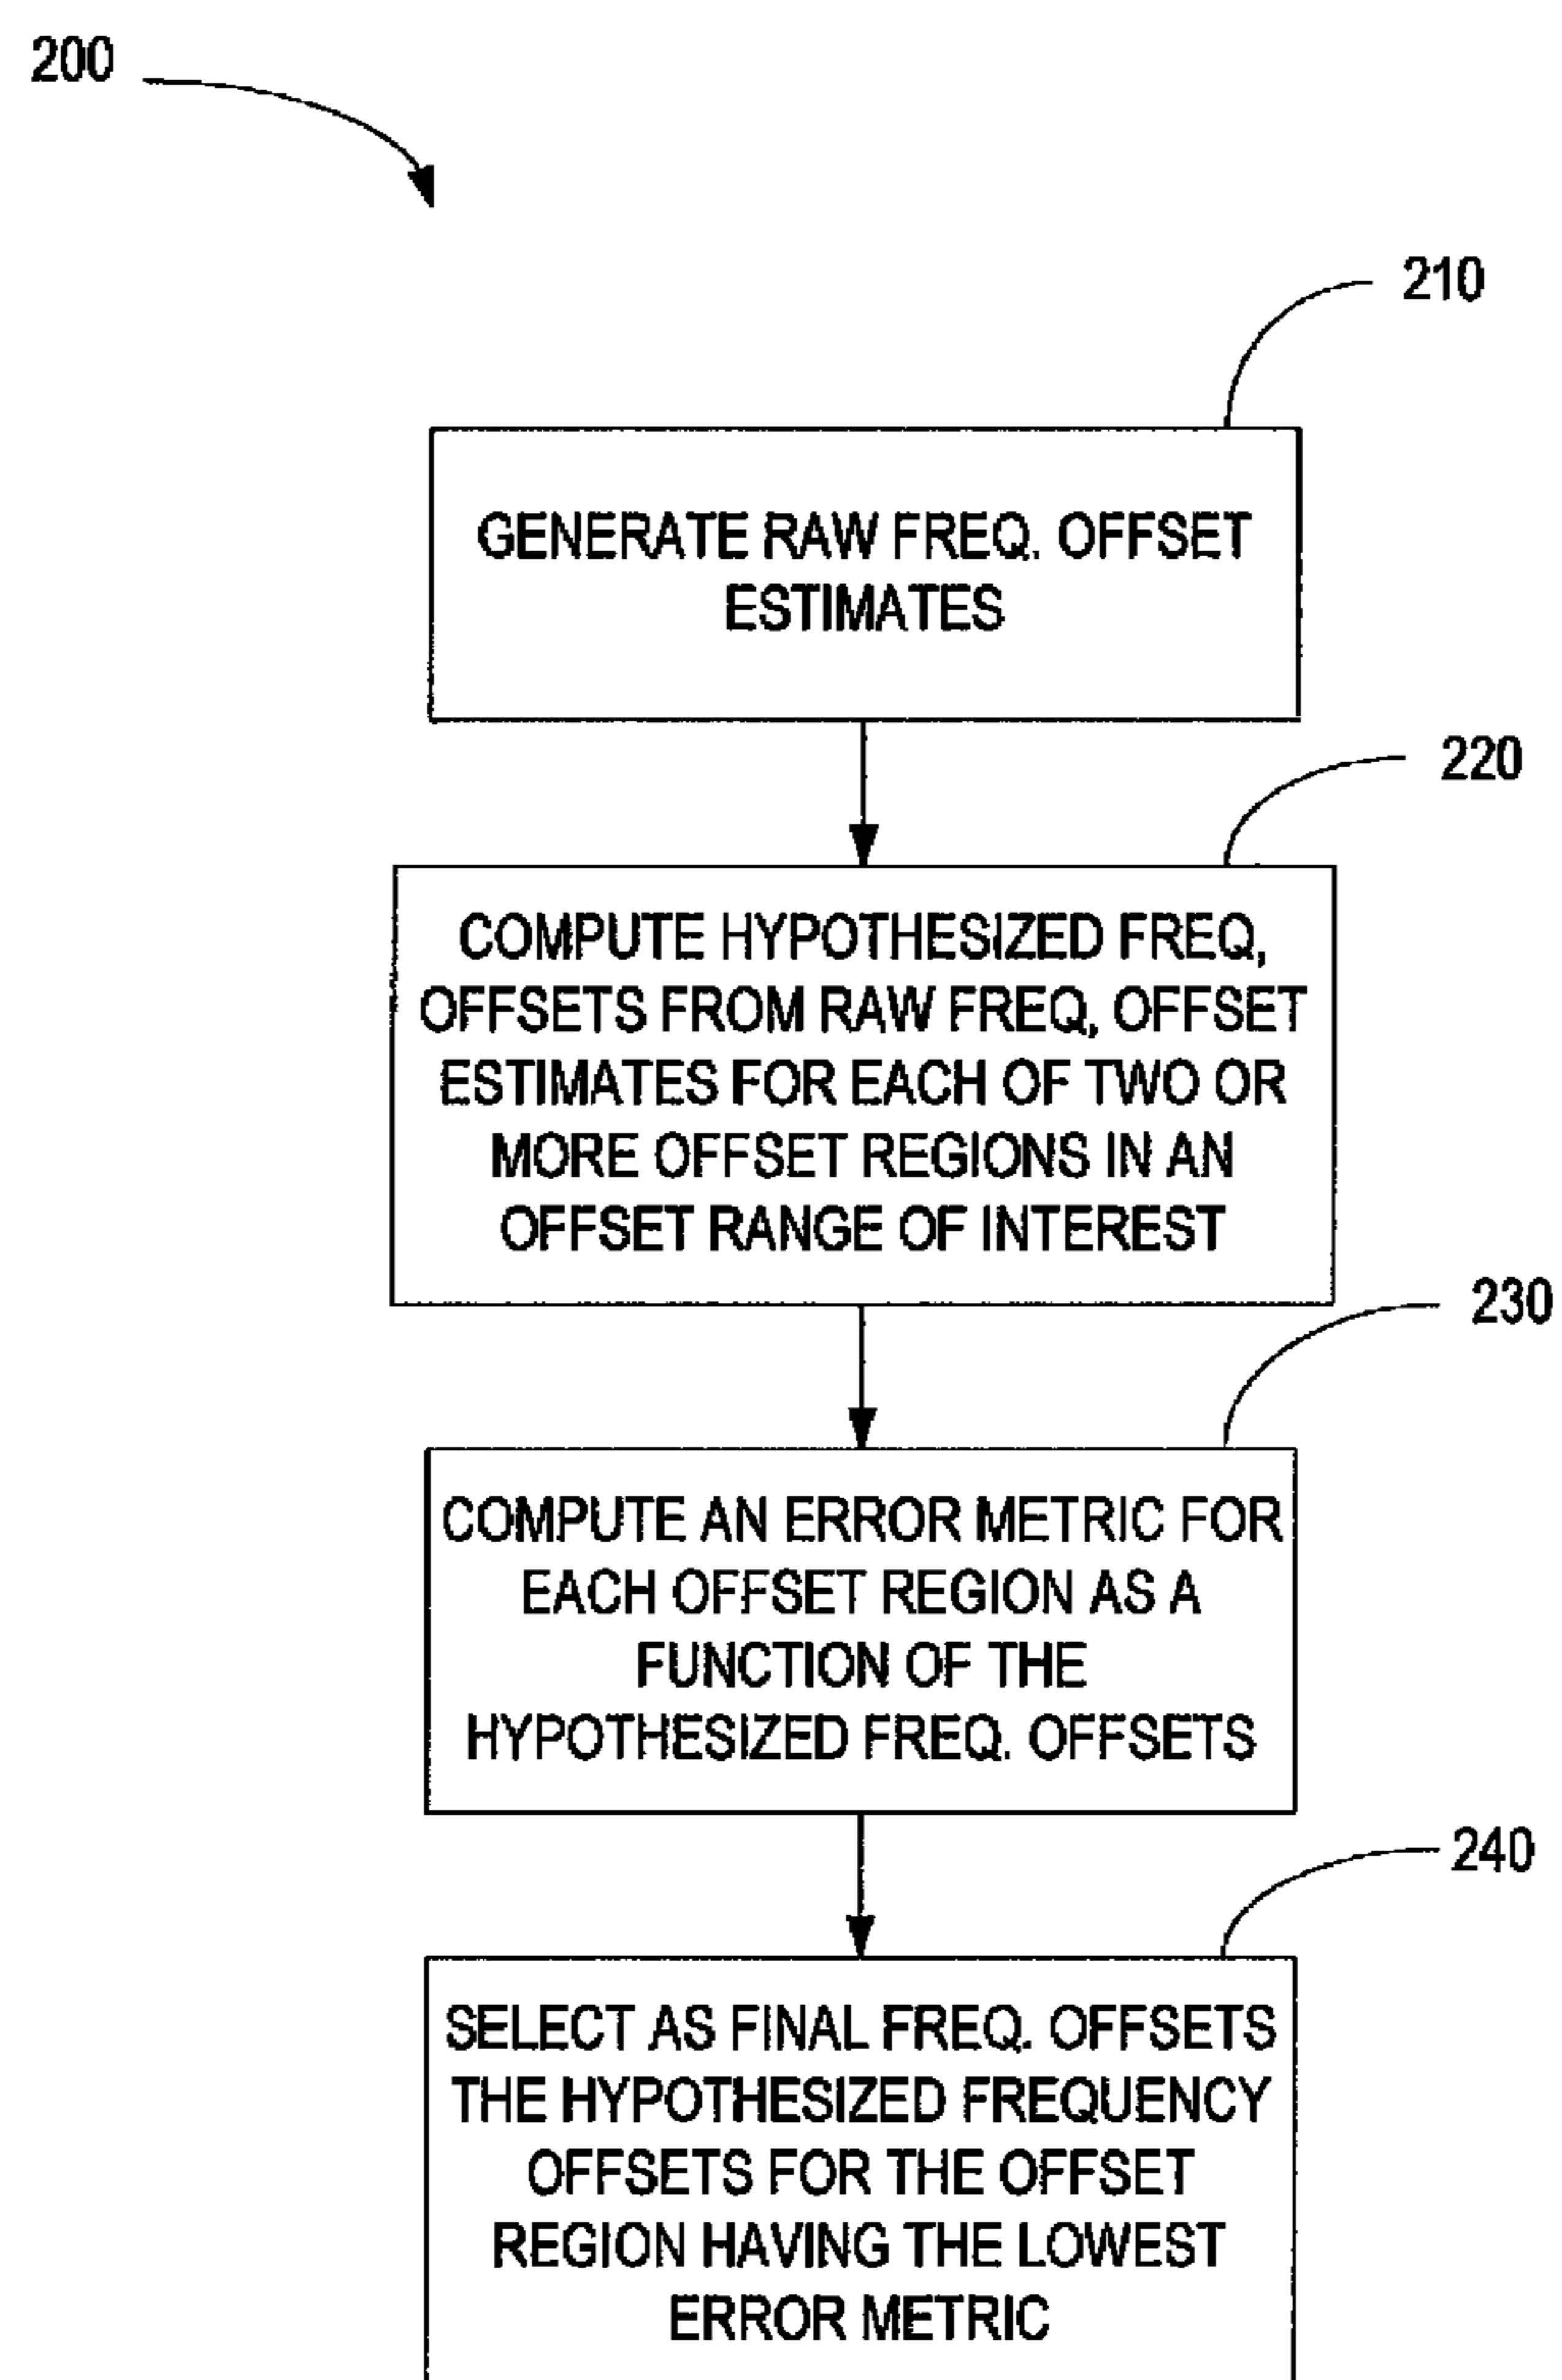 200
210
GENERATE RAW FREQ. OFFSET
ESTIMATES
220
COMPUTE HYPOTHESIZED FREQ,
OFFSETS FROM RAW FREQ, OFFSET
ESTIMATES FOR EACH OF TWO OR
MORE OFFSET REGIONS IN AN
OFFSET RANGE OF INTEREST
230
COMPUTE AN ERROR METRIC FOR
EACH OFFSET REGION AS A
FUNCTION OF THE
HYPOTHESIZED FREQ. OFFSETS
240
SELECT AS FINAL FREQ. OFFSETS
THE HYPOTHESIZED FREQUENCY
OFFSETS FOR THE OFFSET
REGION HAVING THE LOWEST
ERROR METRIC